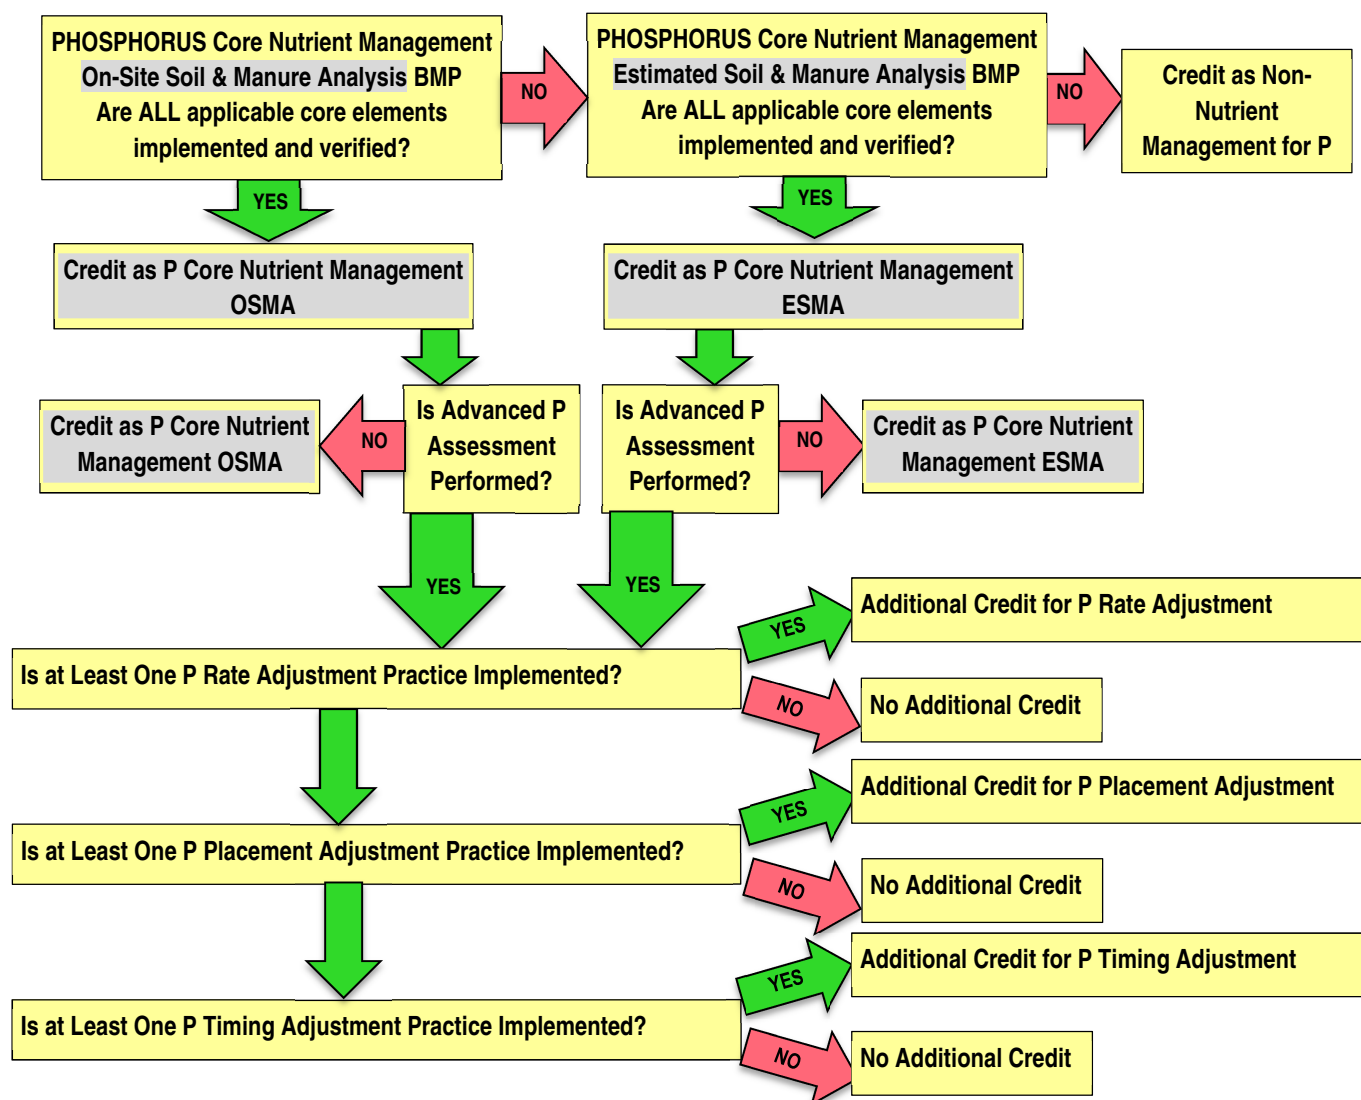 PHOSPHORUS Core Nutrient Management
On-Site Soil & Manure Analysis BMP
Are ALL applicable core elements
implemented and verified?
NO
PHOSPHORUS Core Nutrient Management
Estimated Soil & Manure Analysis BMP
Are ALL applicable core elements
implemented and verified?
NO
Credit as Non-
Nutrient
Management for P
YES
YES
Credit as P Core Nutrient Management
OSMA
Credit as P Core Nutrient Management
ESMA
Credit as P Core Nutrient
Management OSMA
NO
Is Advanced P
Assessment
Performed?
Is Advanced P
Assessment
Performed?
NO
Credit as P Core Nutrient
Management ESMA
YES
YES
Is at Least One P Rate Adjustment Practice Implemented?
YES
Additional Credit for P Rate Adjustment
NO
No Additional Credit
Is at Least One P Placement Adjustment Practice Implemented?
YES
Additional Credit for P Placement Adjustment
NO
No Additional Credit
Is at Least One P Timing Adjustment Practice Implemented?
YES
Additional Credit for P Timing Adjustment
NO
No Additional Credit